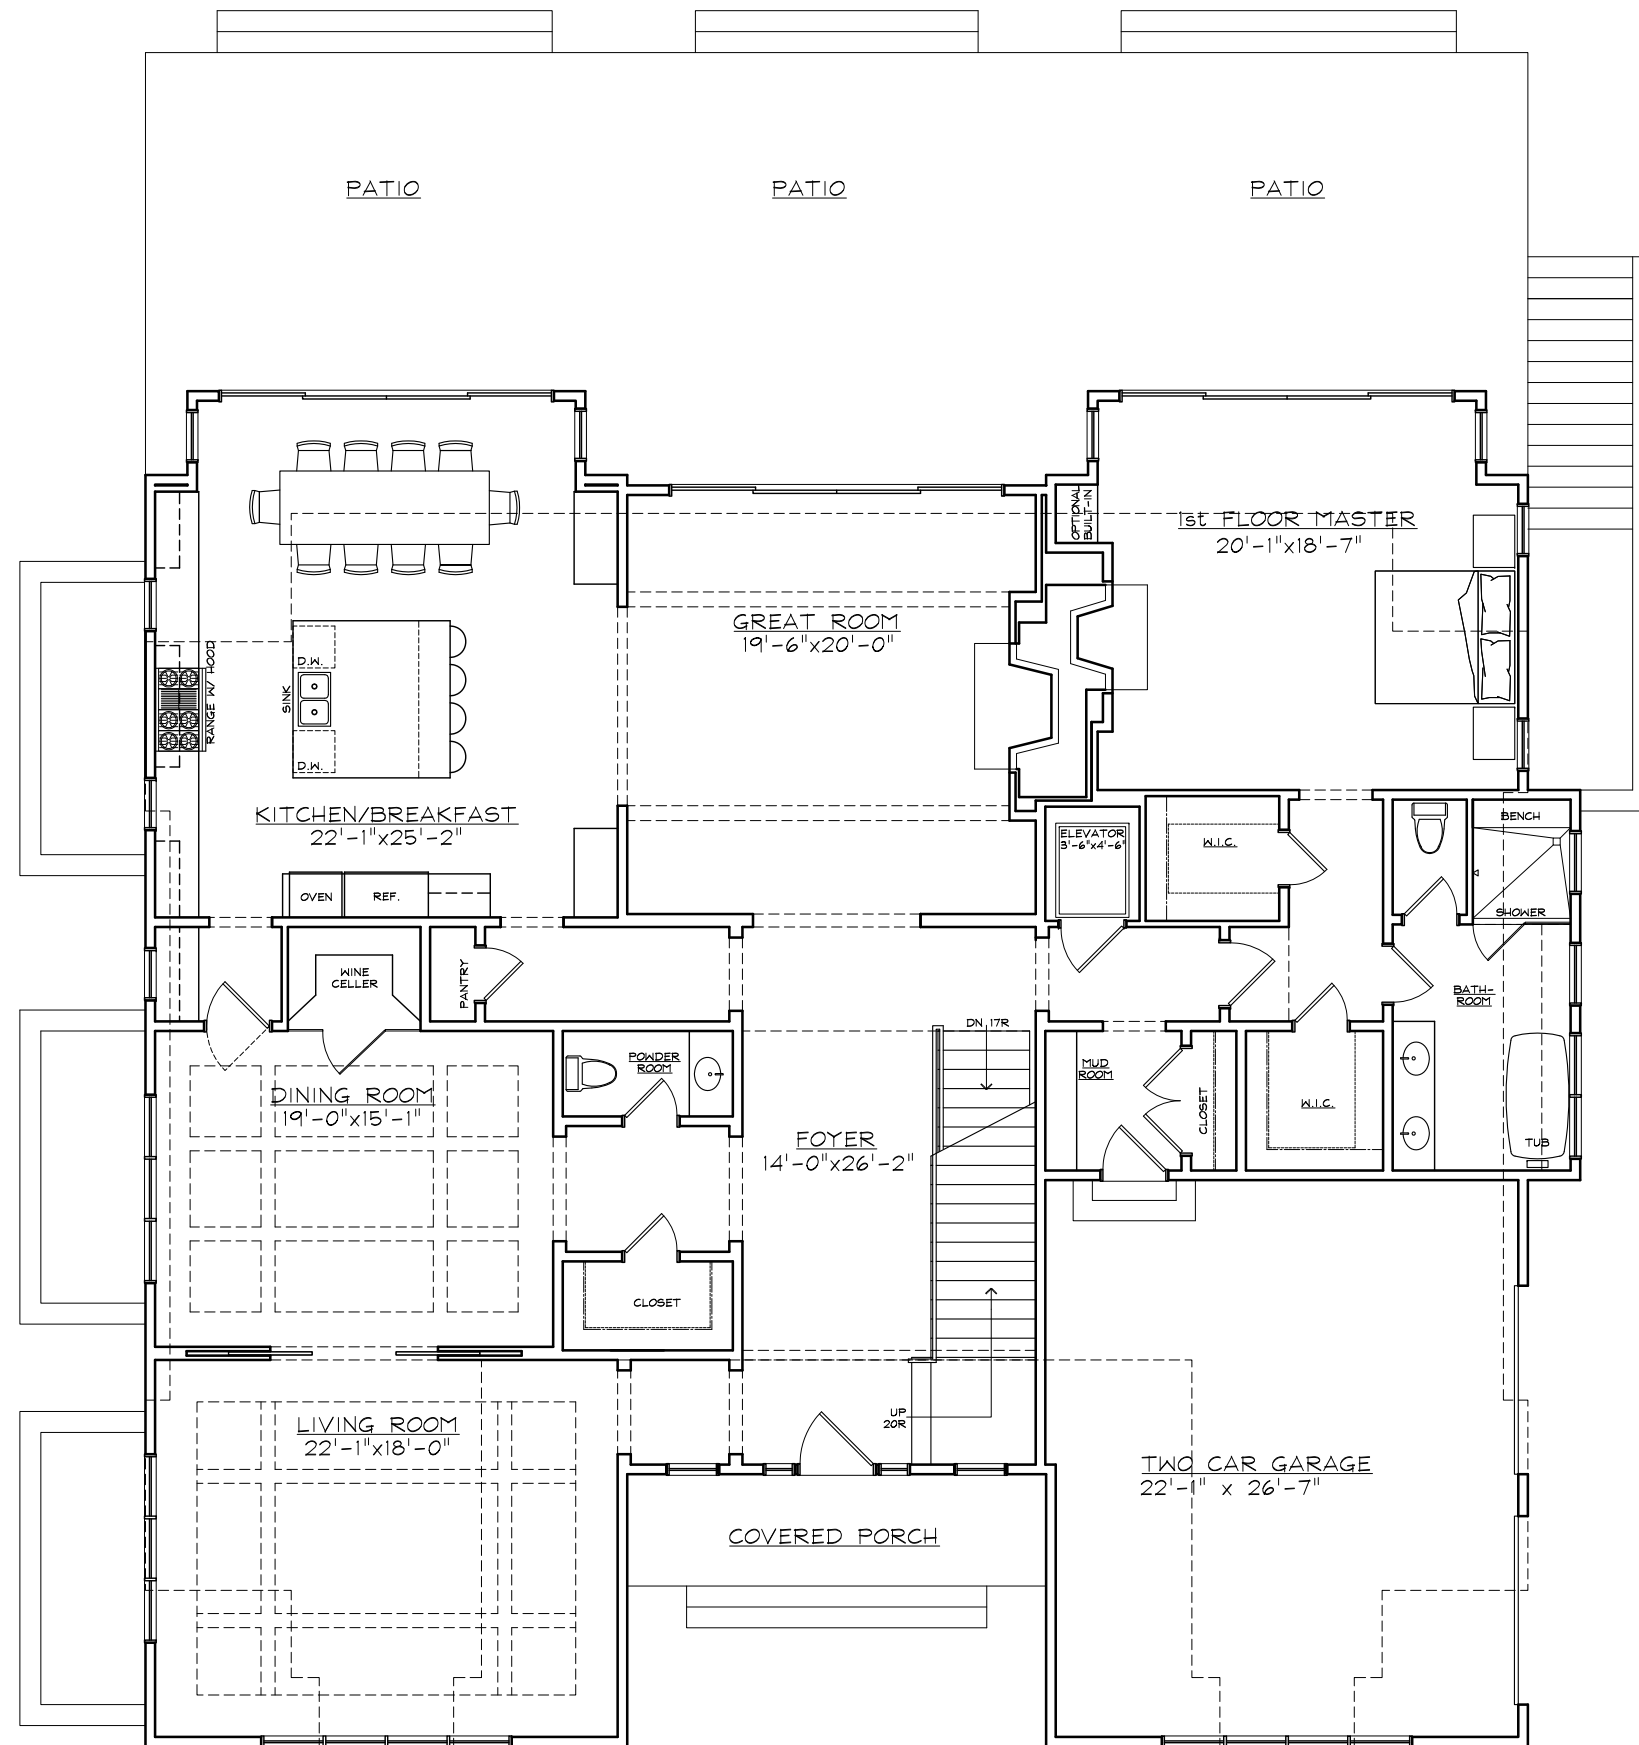 PATIO
PATIO
PATIO
OPTIONAL
BUILT-IN
1st FLOOR MASTER
20'-1"x18'-7"
GREAT ROOM
19'-6"x20'-0"
D.W.
SINK
D.W.
RANGE W/ HOOD
KITCHEN/BREAKFAST
22'-1"x25'-2"
OVEN
REF.
ELEVATOR
3'-6"x4'-6"
W.I.C.
BENCH
SHOWER
WINE
CELLER
PANTRY
BATH-
ROOM
DN 17R
POWDER
ROOM
MUD
ROOM
CLOSET
W.I.C.
TUB
DINING ROOM
19'-0"x15'-1"
FOYER
14'-0"x26'-2"
CLOSET
UP
20R
LIVING ROOM
22'-1"x18'-0"
TWO CAR GARAGE
22'-1" x 26'-7"
COVERED PORCH